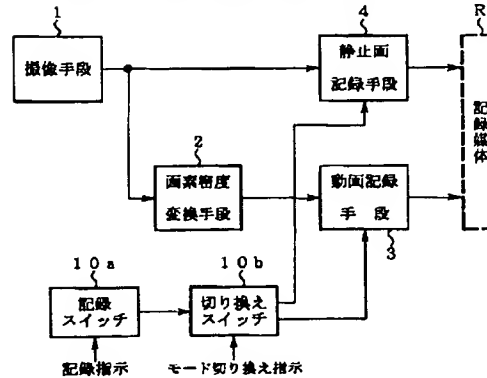 1
撮像手段
4
静止画
記録手段
R
記録媒体
2
画素密度
変換手段
動画記録
手段
3
10a
記録
スイッチ
10b
切り換え
スイッチ
記録指示
モード切り換え指示